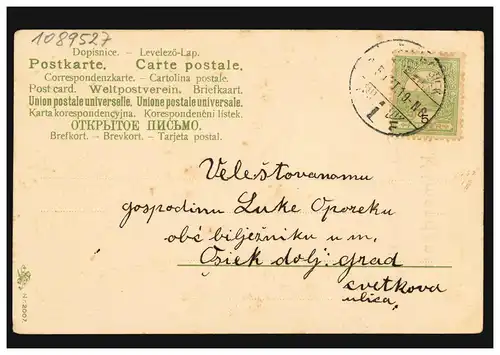 1089527
Dopisnice. – Levelező-Lap.
Postkarte. Carte postale.
Correspondenzkarte. – Cartolina postale.
Post card. Weltpostverein. Briefkaart.
Union postale universelle. Unione postale universale.
Karta korespondencyjna. Korespondenční lístek.
ОТКРЫТОЕ ПИСЬМО.
Brefkort. – Brevkort. – Tarjeta postal.
Veleštovanamu
gospodinu Luke Oporeku
obć bilježniku u m.
Osiek dolj. grad
svetkova
ulica.